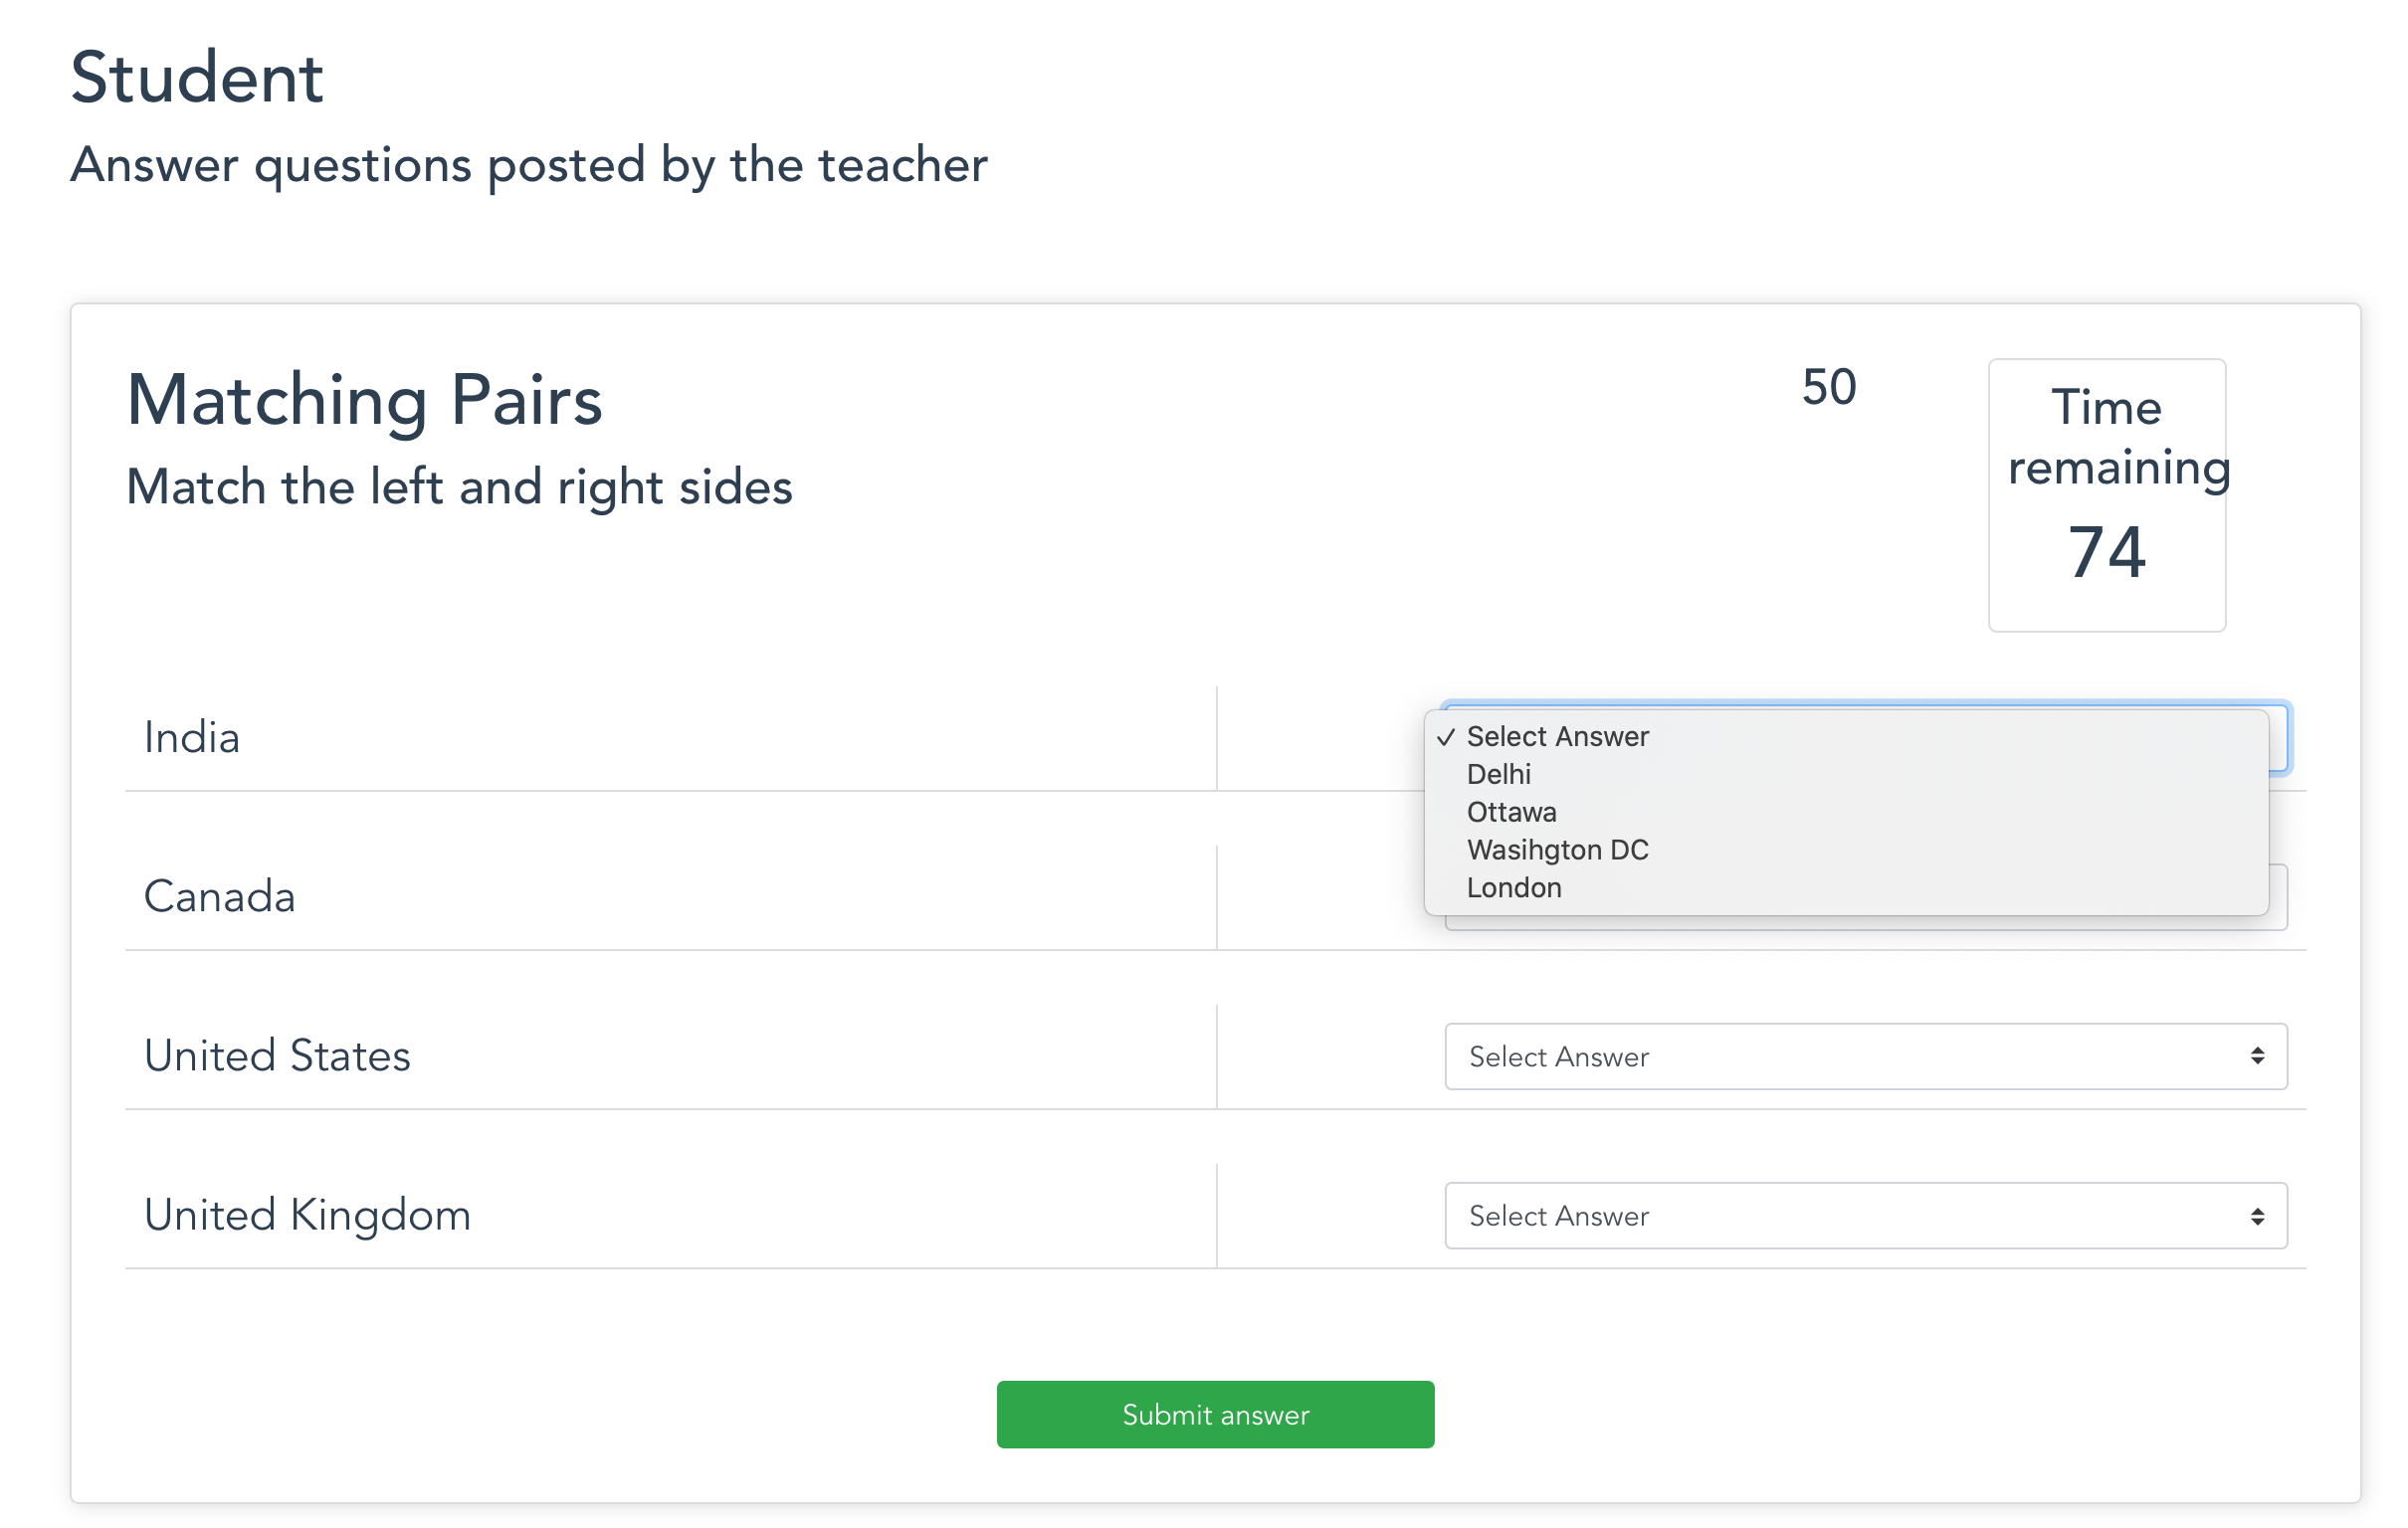 Student
Answer questions posted by the teacher
Matching Pairs
50
Time
remaining
74
Match the left and right sides
India
✓ Select Answer
Delhi
Ottawa
Wasihgton DC
London
Canada
United States
Select Answer
United Kingdom
Select Answer
Submit answer